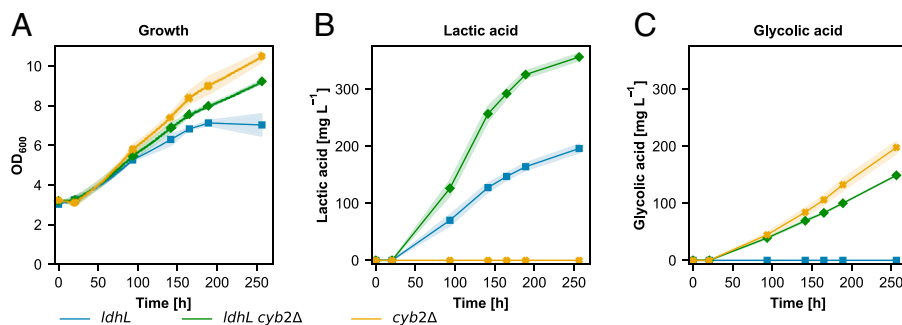 A
Growth
OD600
10
8
6
4
2
0
0 50 100 150 200 250
Time [h]
B
Lactic acid
Lactic acid [mg L⁻¹]
300
200
100
0
0 50 100 150 200 250
Time [h]
C
Glycolic acid
Glycolic acid [mg L⁻¹]
300
200
100
0
0 50 100 150 200 250
Time [h]
ldhL ldhL cyb2Δ cyb2Δ